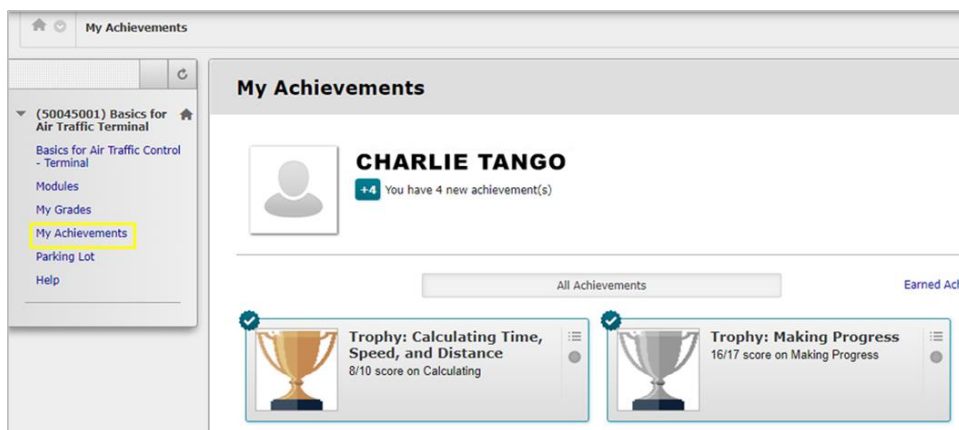 My Achievements
(50045001) Basics for
Air Traffic Terminal
Basics for Air Traffic Control
- Terminal
Modules
My Grades
My Achievements
Parking Lot
Help
My Achievements
CHARLIE TANGO
+4 You have 4 new achievement(s)
All Achievements
Earned Ach
Trophy: Calculating Time,
Speed, and Distance
8/10 score on Calculating
Trophy: Making Progress
16/17 score on Making Progress